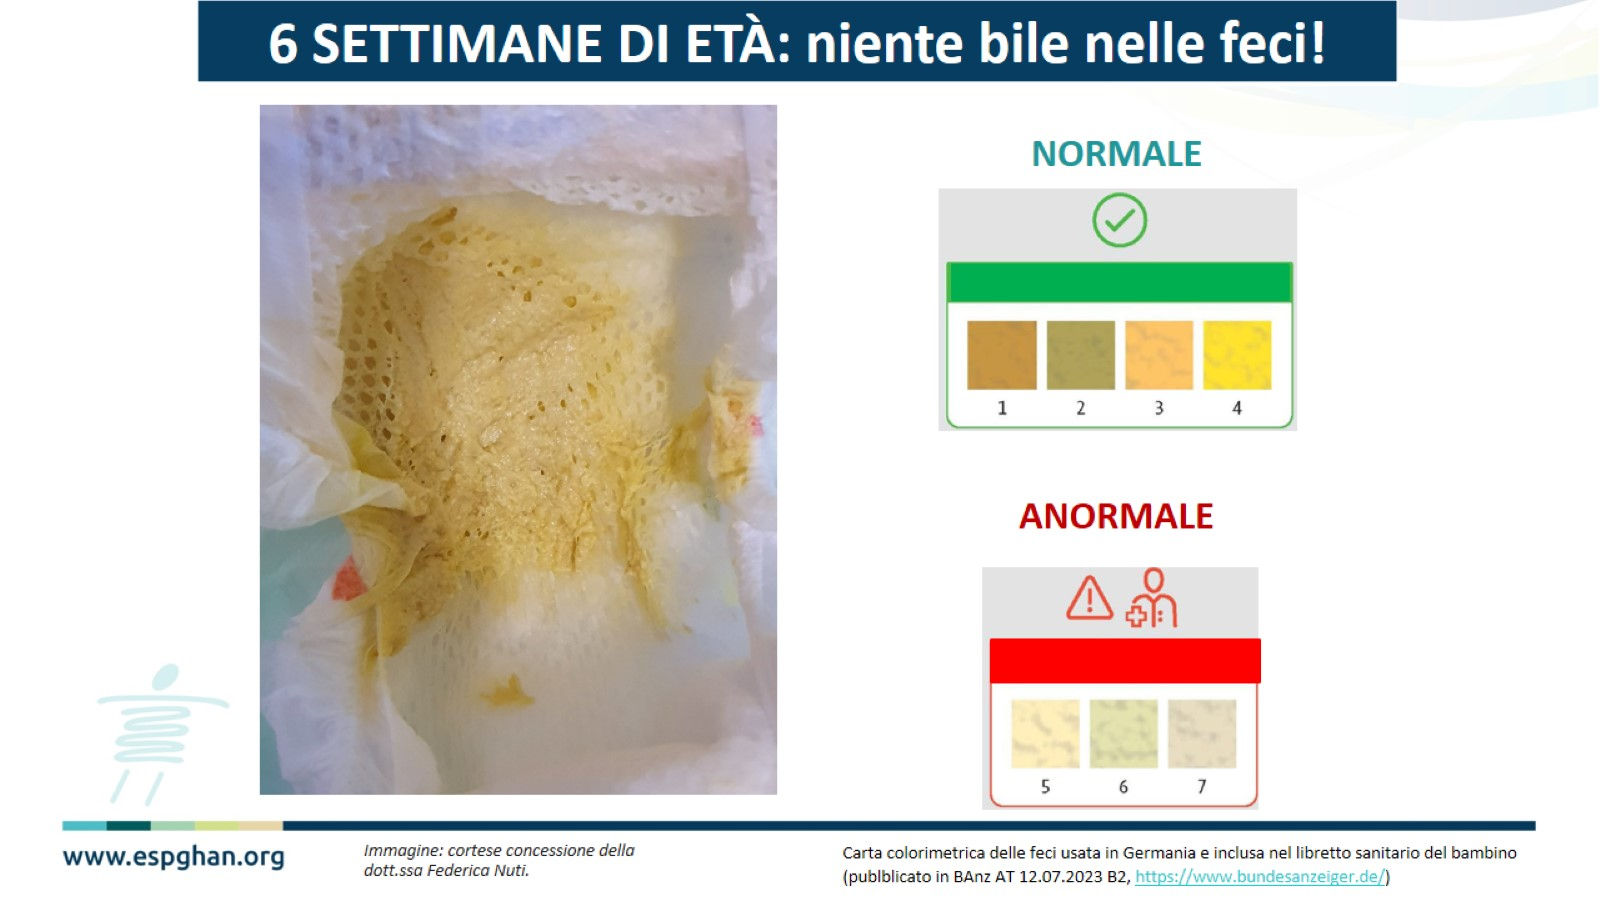 6 SETTIMANE DI ETÀ: niente bile nelle feci!
NORMALE
1 2 3 4
ANORMALE
5 6 7
www.espghan.org
Immagine: cortese concessione della
dott.ssa Federica Nuti.
Carta colorimetrica delle feci usata in Germania e inclusa nel libretto sanitario del bambino
(publblicato in BAnz AT 12.07.2023 B2, https://www.bundesanzeiger.de/)